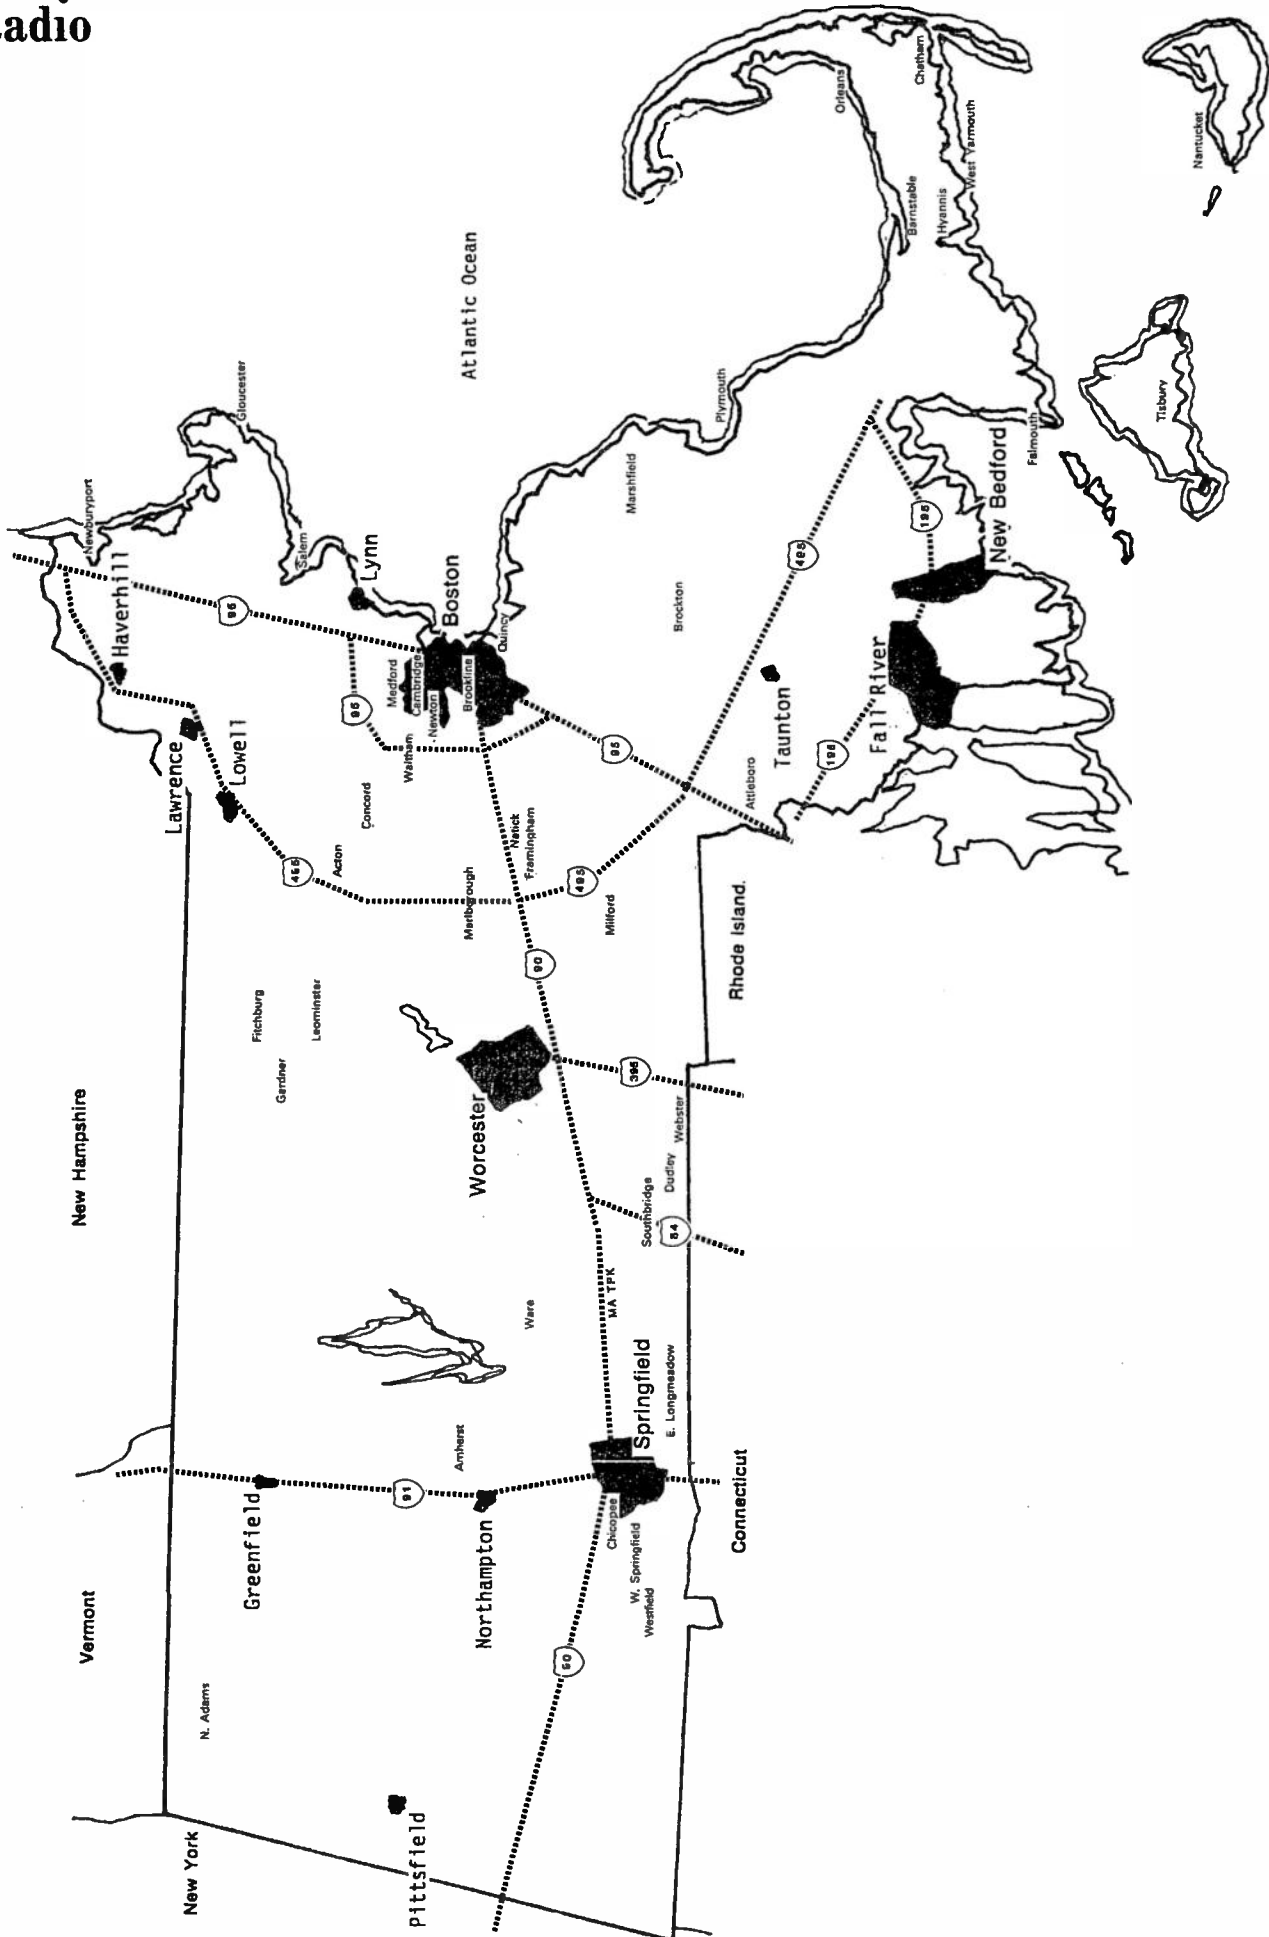 adio
New Hampshire
Vermont
New York
Atlantic Ocean
Rhode Island.
Connecticut
Newburyport
Haverhill
Gloucester
Salem
Lynn
Boston
Lawrence
Lowell
95
95
Medford
Cambridge
Newton
Brookline
Quincy
Waltham
Concord
Acton
495
Marlborough
Natick
Framingham
495
Milford
90
Fitchburg
Leominster
Gardner
Worcester
395
Webster
Dudley
Southbridge
84
MA TPK
Ware
Springfield
E. Longmeadow
Amherst
91
Greenfield
Northampton
Chicopee
W. Springfield
Westfield
90
N. Adams
Pittsfield
Marshfield
Plymouth
Brockton
95
495
Taunton
Attleboro
195
Fall River
195
New Bedford
Falmouth
Tisbury
Nantucket
Orleans
Chatham
West Yarmouth
Hyannis
Barnstable